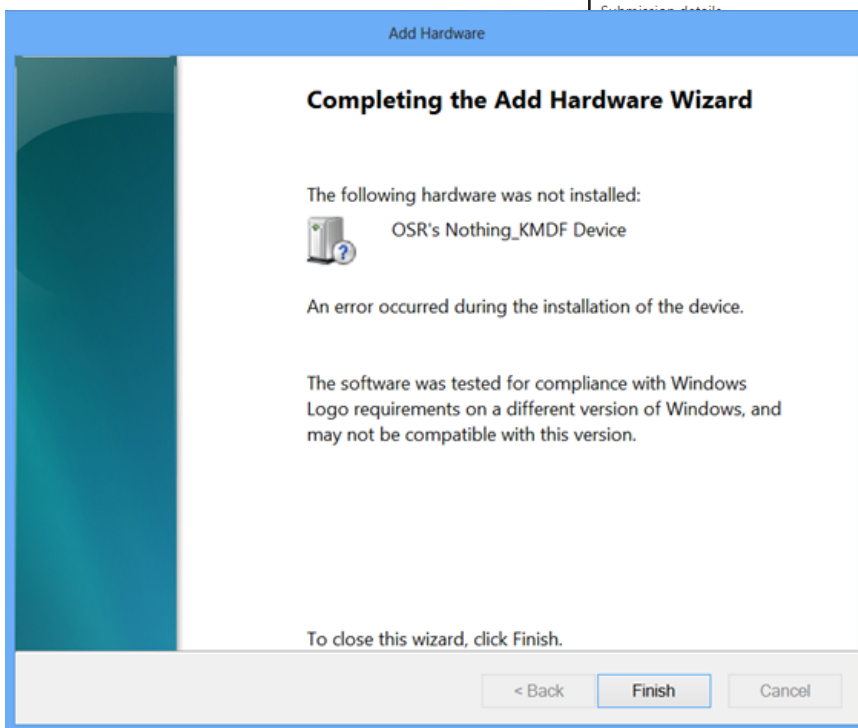 Submission details
Add Hardware
Completing the Add Hardware Wizard
The following hardware was not installed:
OSR's Nothing_KMDF Device
An error occurred during the installation of the device.
The software was tested for compliance with Windows
Logo requirements on a different version of Windows, and
may not be compatible with this version.
To close this wizard, click Finish.
< Back Finish Cancel